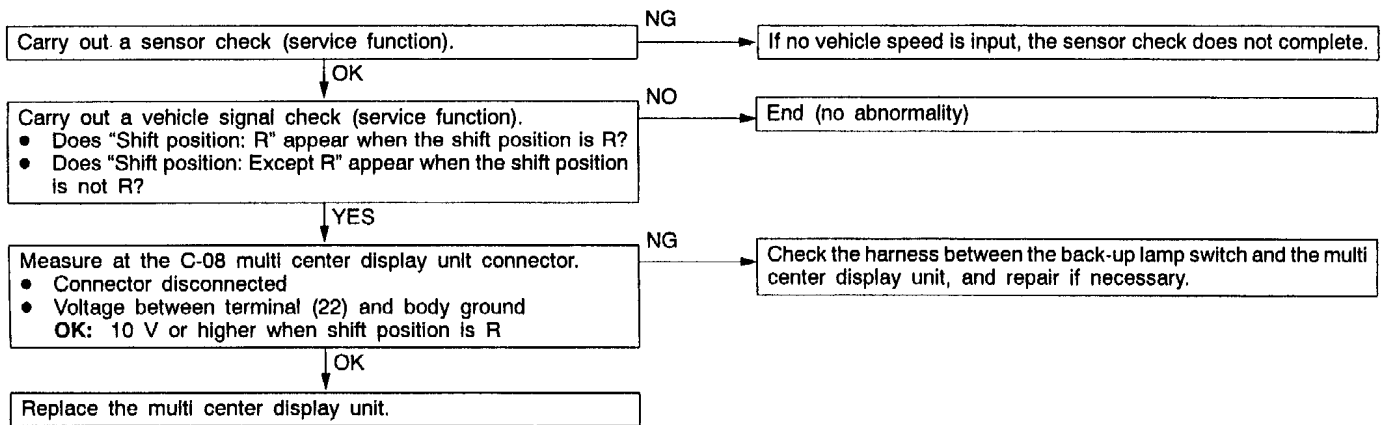 NG
Carry out a sensor check (service function).
If no vehicle speed is input, the sensor check does not complete.
OK
NO
Carry out a vehicle signal check (service function).
● Does "Shift position: R" appear when the shift position is R?
● Does "Shift position: Except R" appear when the shift position
is not R?
End (no abnormality)
YES
NG
Measure at the C-08 multi center display unit connector.
● Connector disconnected
● Voltage between terminal (22) and body ground
OK: 10 V or higher when shift position is R
Check the harness between the back-up lamp switch and the multi
center display unit, and repair if necessary.
OK
Replace the multi center display unit.